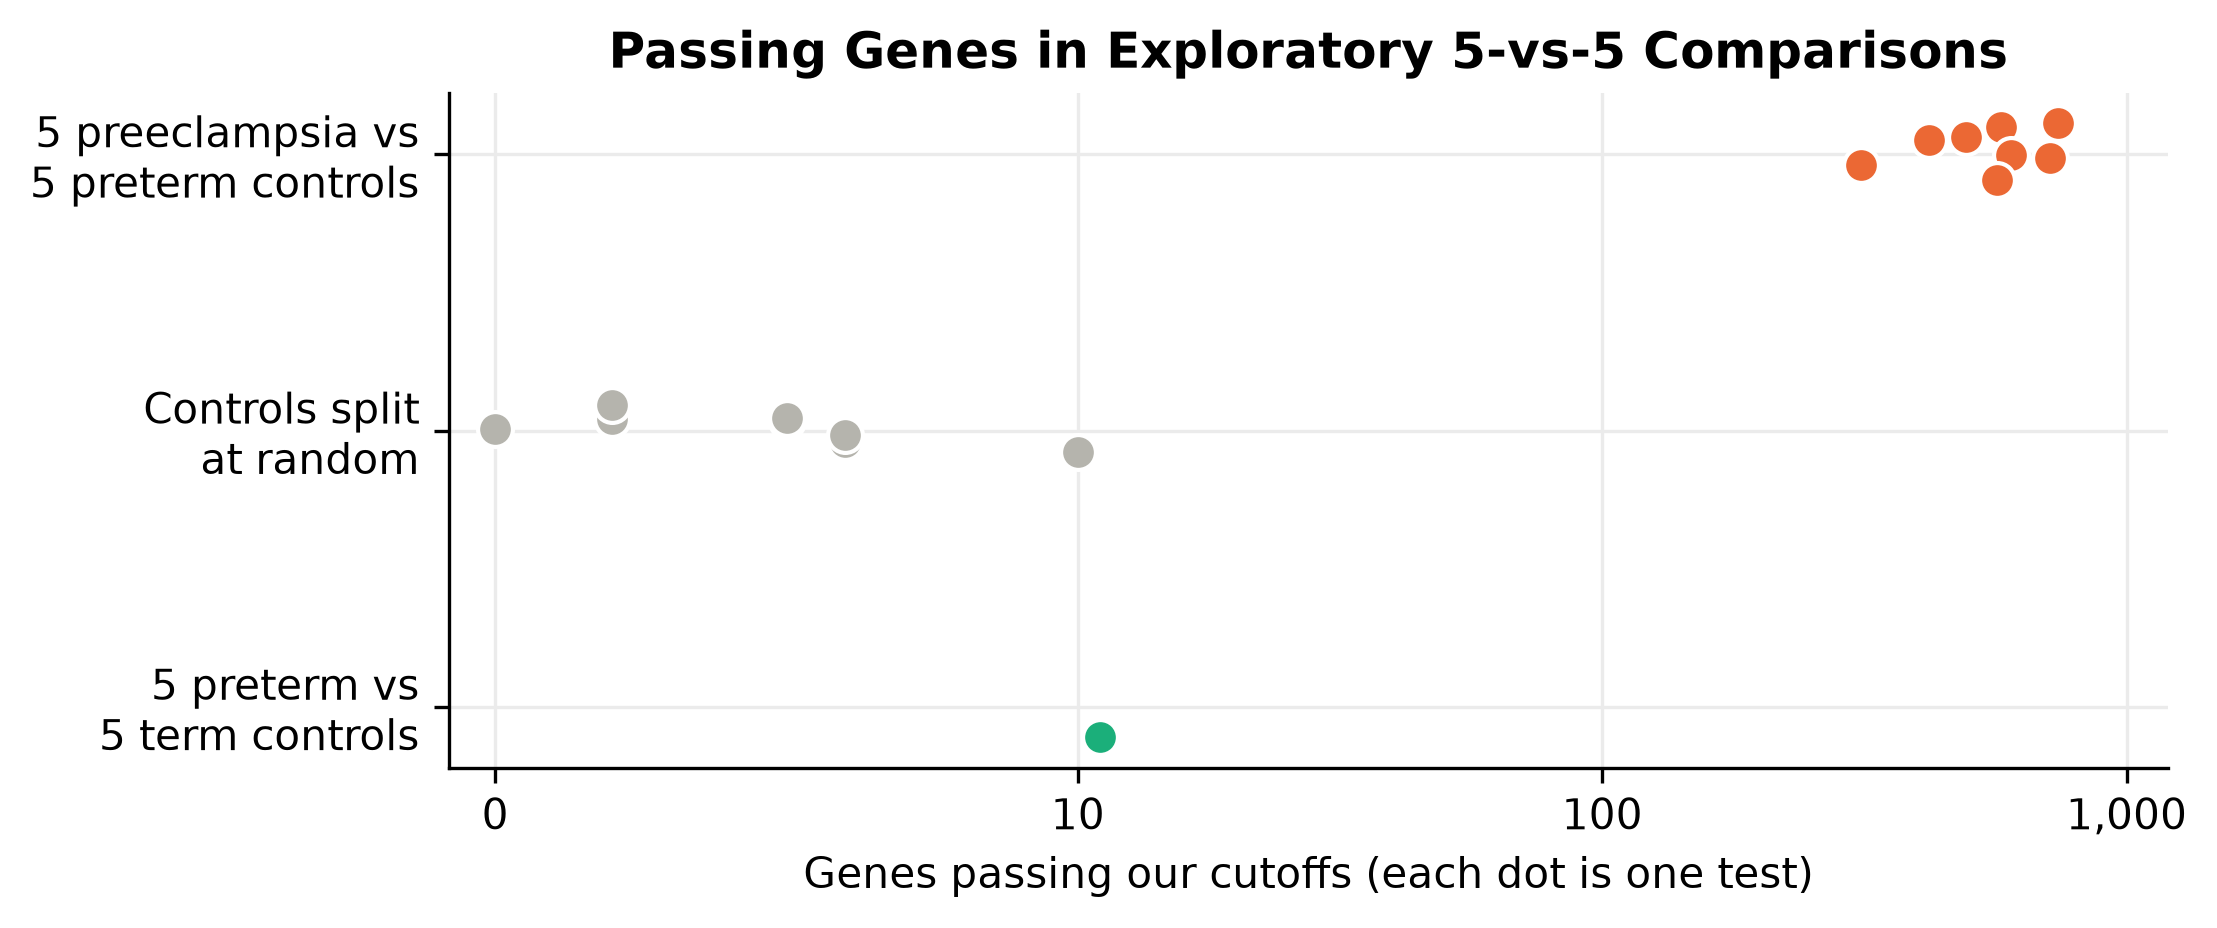 Passing Genes in Exploratory 5-vs-5 Comparisons
5 preeclampsia vs
5 preterm controls
Controls split
at random
5 preterm vs
5 term controls
0
10
100
1,000
Genes passing our cutoffs (each dot is one test)